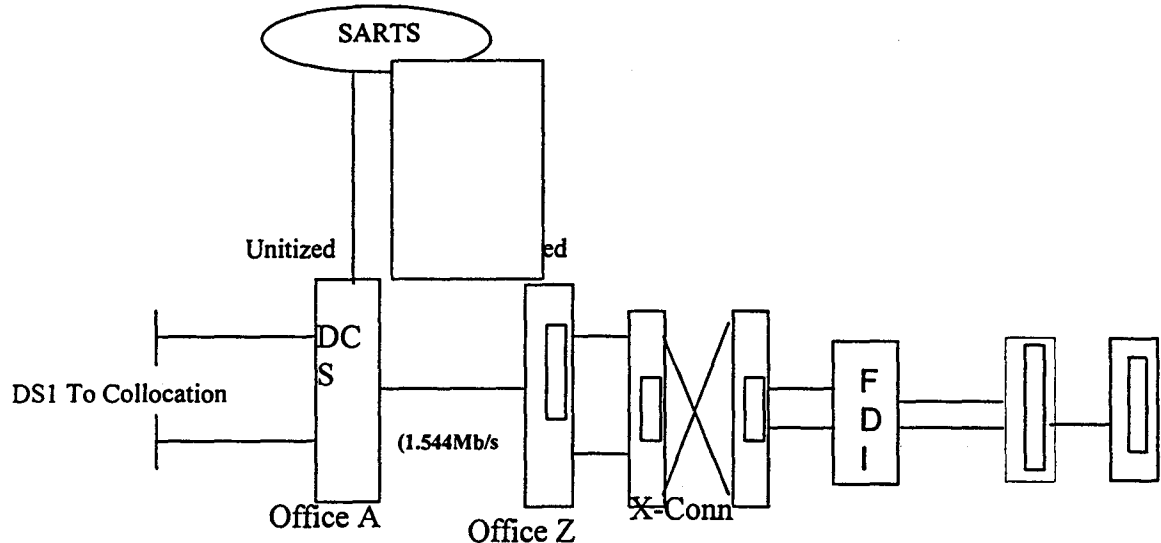 SARTS
Unitized
ed
DC
S
DS1 To Collocation
(1.544Mb/s
F
D
I
Office A
Office Z
X-Conn